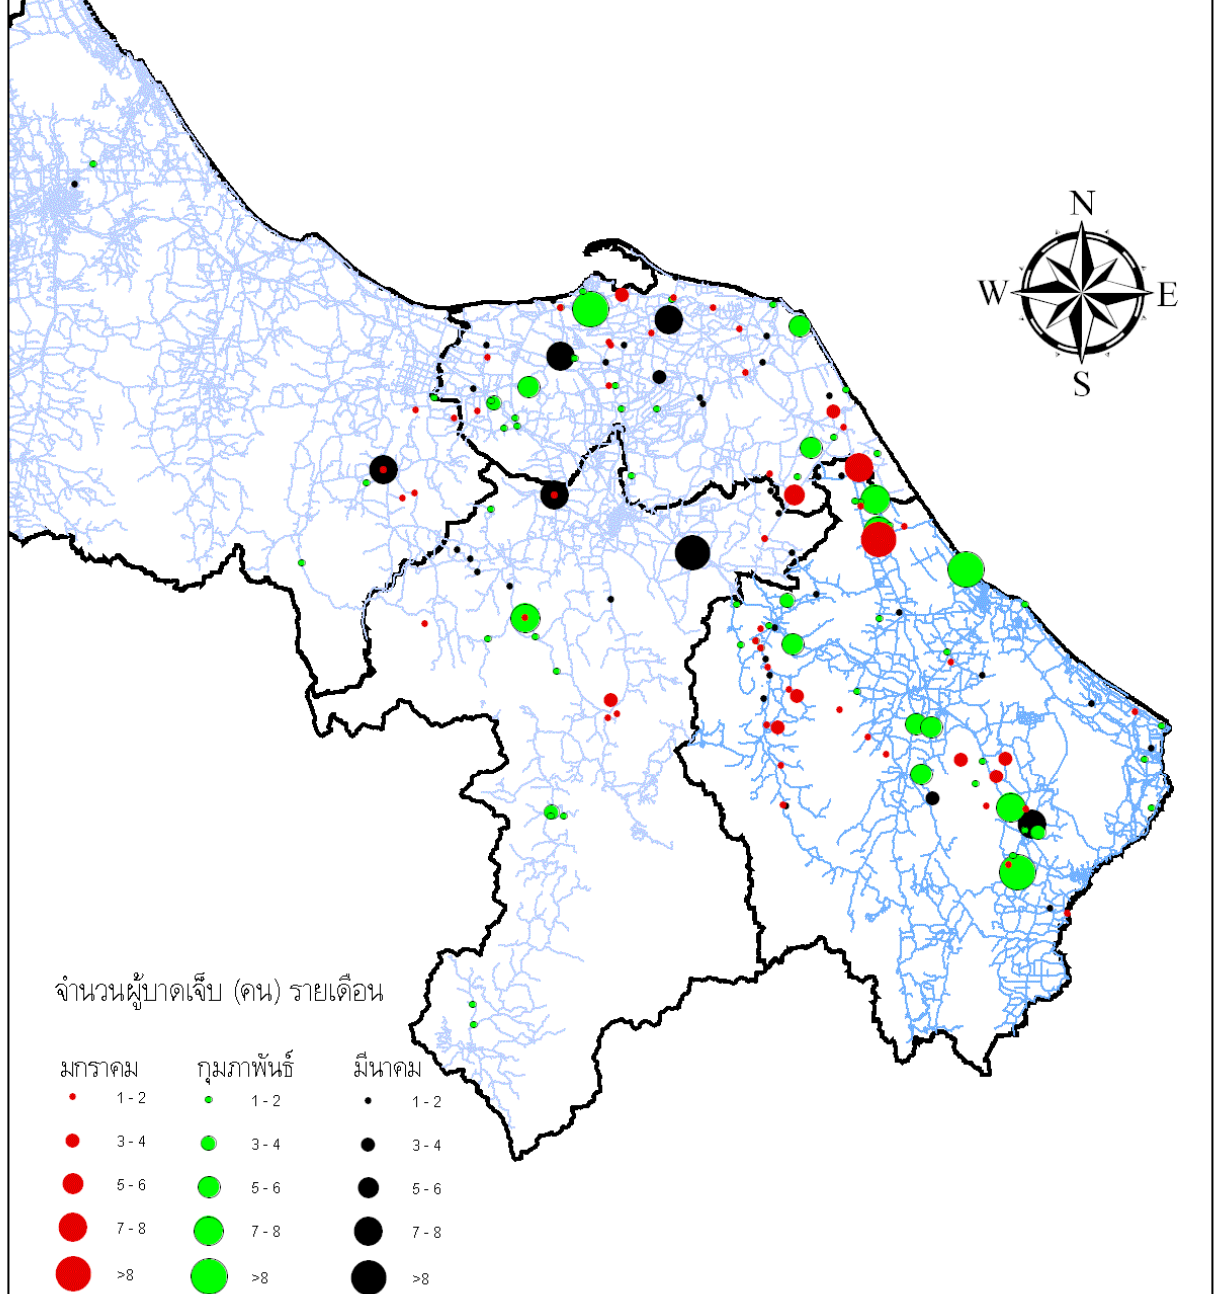 N
W E
S
จำนวนผู้บาดเจ็บ (คน) รายเดือน
มกราคม กุมภาพันธ์ มีนาคม
1 - 2 1 - 2 1 - 2
3 - 4 3 - 4 3 - 4
5 - 6 5 - 6 5 - 6
7 - 8 7 - 8 7 - 8
>8 >8 >8